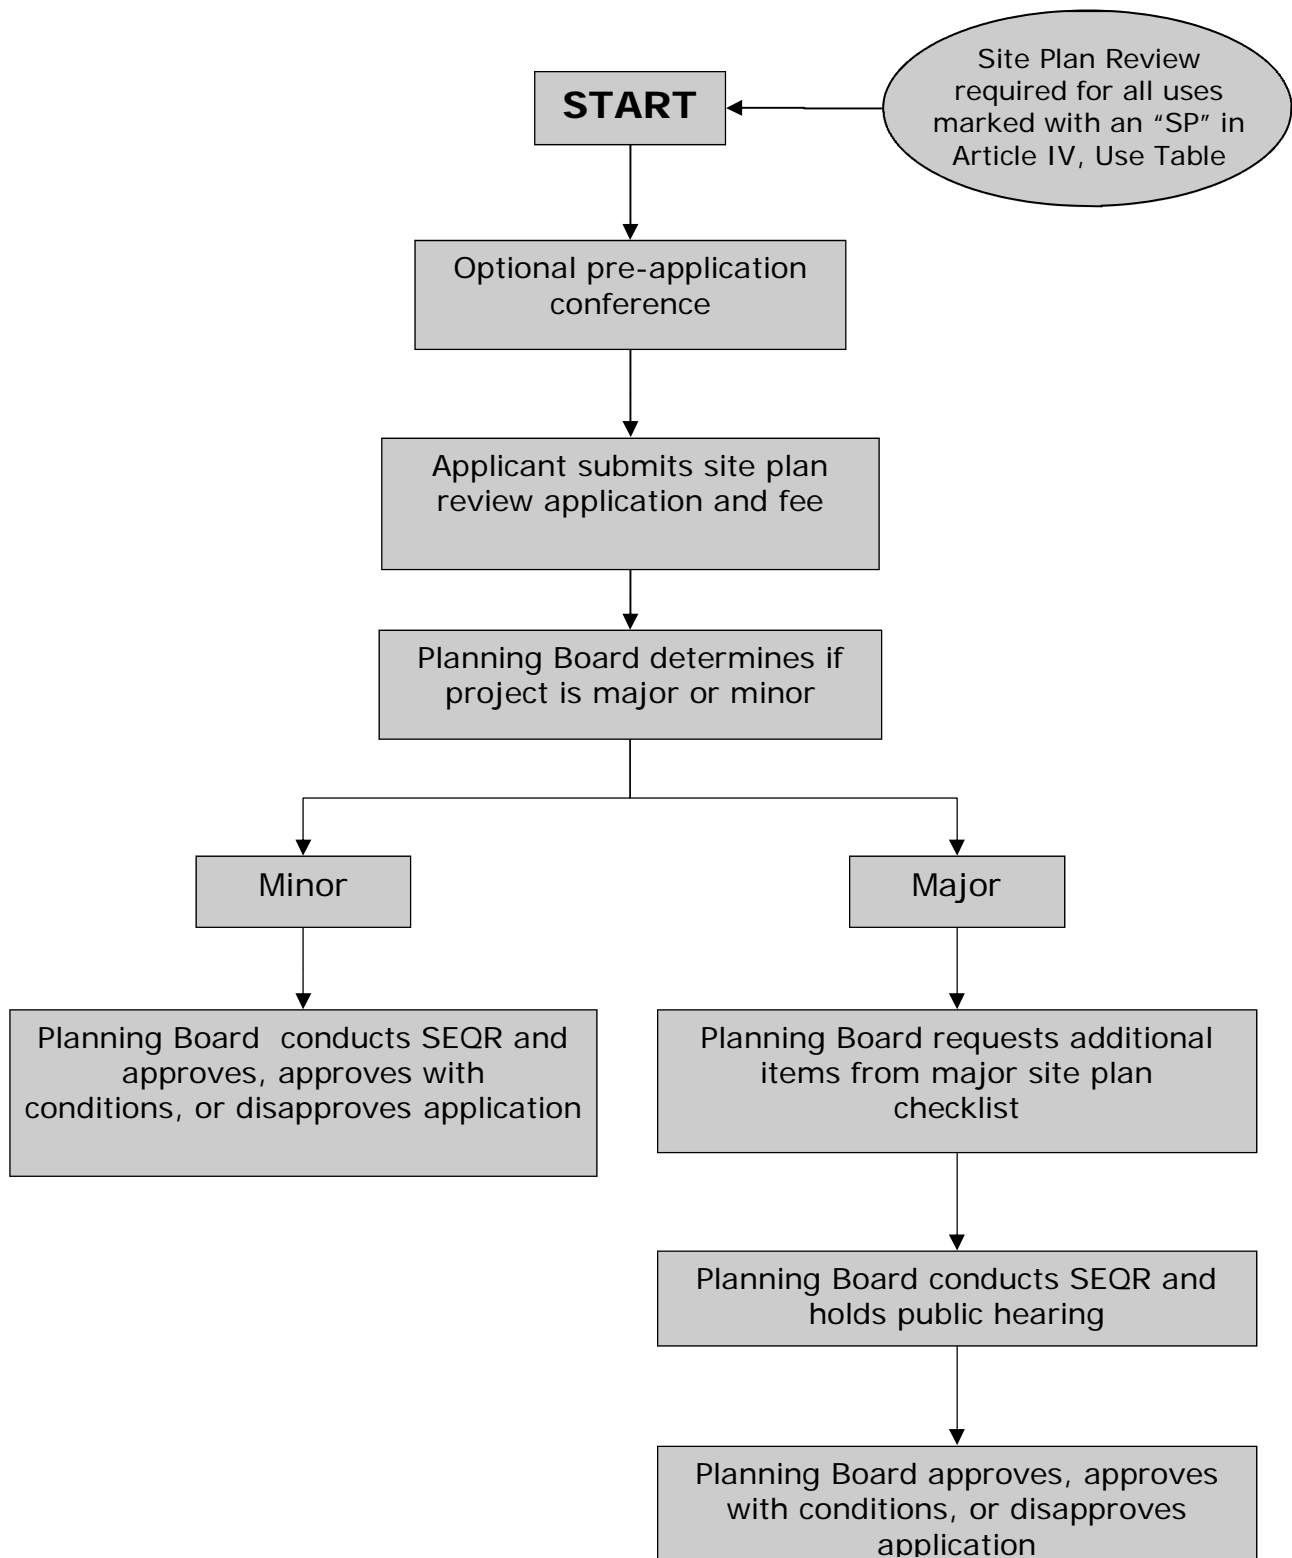 START
Site Plan Review
required for all uses
marked with an “SP” in
Article IV, Use Table
Optional pre-application
conference
Applicant submits site plan
review application and fee
Planning Board determines if
project is major or minor
Minor
Major
Planning Board conducts SEQR and
approves, approves with
conditions, or disapproves application
Planning Board requests additional
items from major site plan
checklist
Planning Board conducts SEQR and
holds public hearing
Planning Board approves, approves
with conditions, or disapproves
application